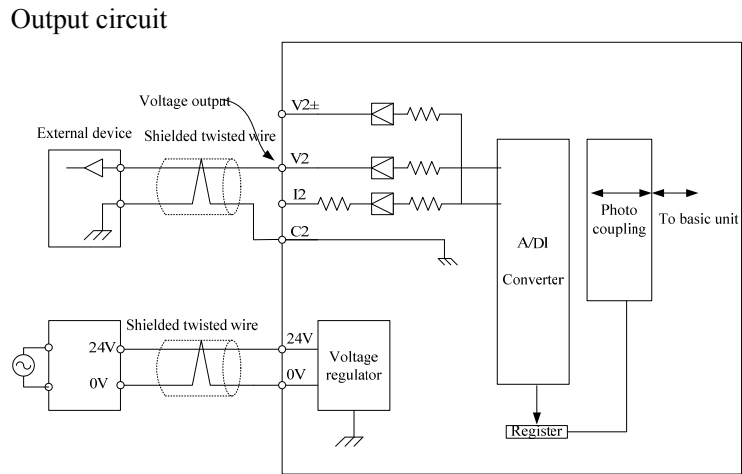 Output circuit
Voltage output
V2±
External device
Shielded twisted wire
V2
I2
C2
A/DI
Converter
Photo
coupling
To basic unit
Shielded twisted wire
24V
0V
24V
0V
Voltage
regulator
Register